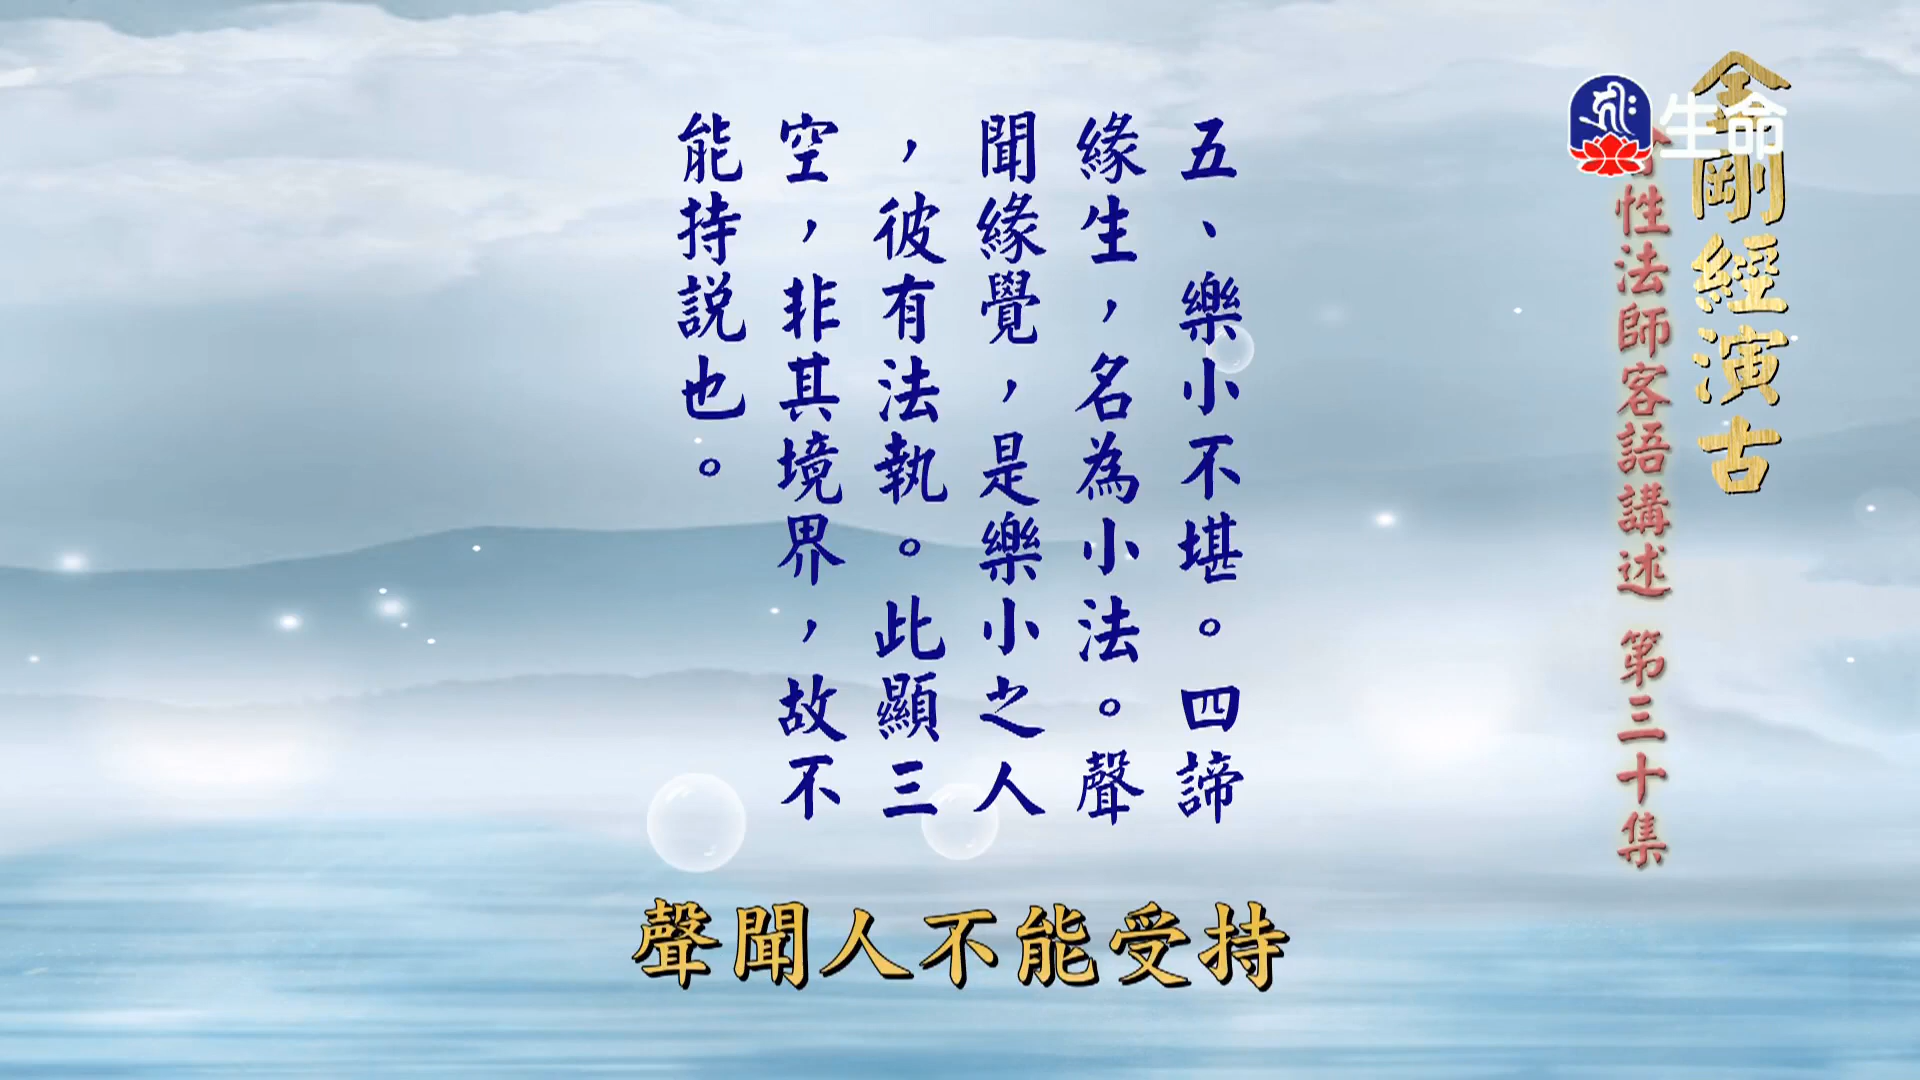 金剛經演古
性法師客語講述 第三十集
生命
五、樂小不堪。四諦
緣生，名為小法。聲
聞緣覺，是樂小之人
，彼有法執。此顯三
空，非其境界，故不
能持説也。
聲聞人不能受持